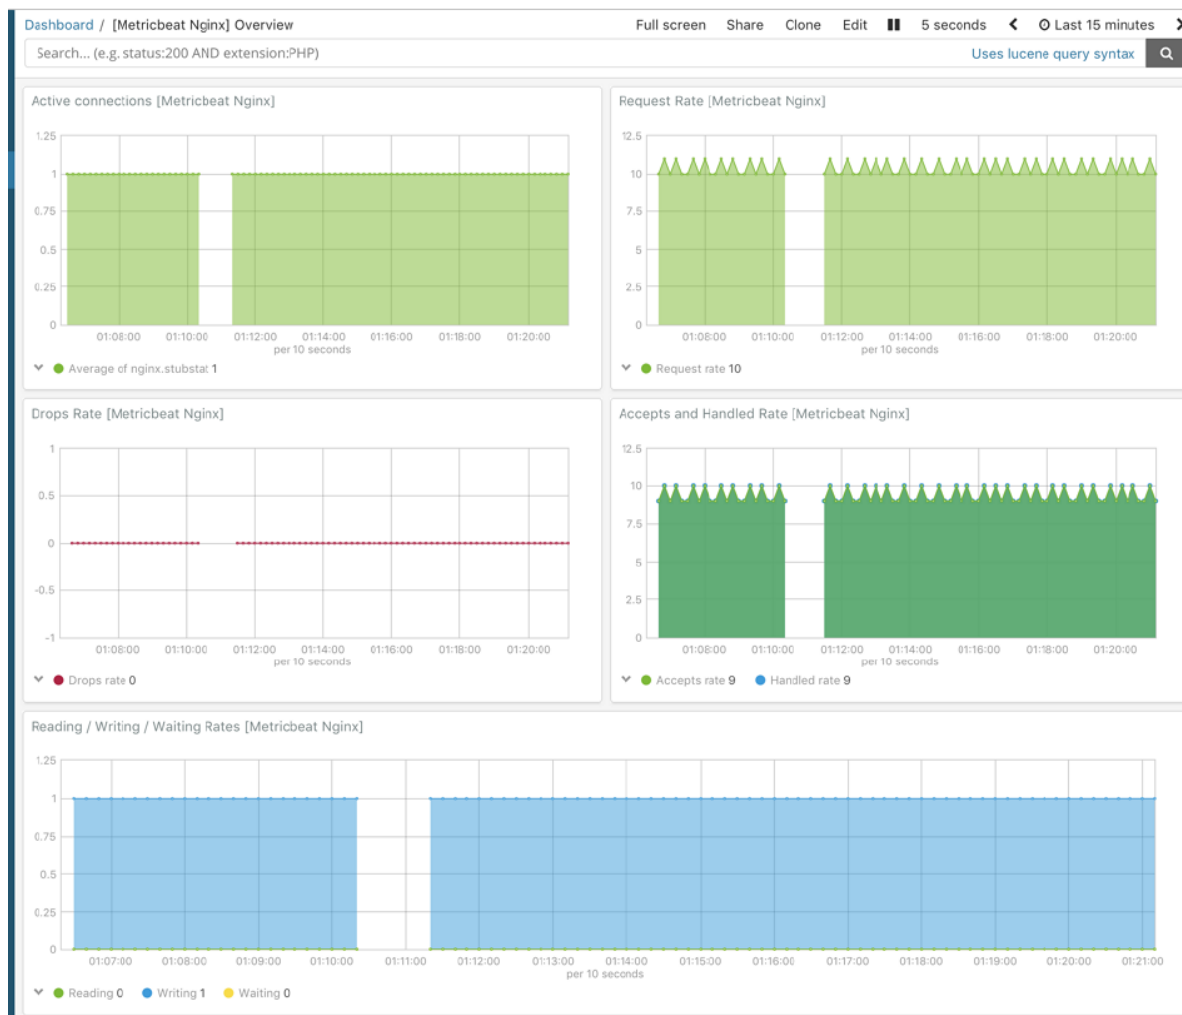 Dashboard / [Metricbeat Nginx] Overview Full screen Share Clone Edit 5 seconds Last 15 minutes
Search... (e.g. status:200 AND extension:PHP) Uses lucene query syntax
Active connections [Metricbeat Nginx]
1.25
1
0.75
0.5
0.25
0
01:08:00 01:10:00 01:12:00 01:14:00 01:16:00 01:18:00 01:20:00
per 10 seconds
Average of nginx.stubstat 1
Request Rate [Metricbeat Nginx]
12.5
10
7.5
5
2.5
0
01:08:00 01:10:00 01:12:00 01:14:00 01:16:00 01:18:00 01:20:00
per 10 seconds
Request rate 10
Drops Rate [Metricbeat Nginx]
1
0.5
0
-0.5
-1
01:08:00 01:10:00 01:12:00 01:14:00 01:16:00 01:18:00 01:20:00
per 10 seconds
Drops rate 0
Accepts and Handled Rate [Metricbeat Nginx]
12.5
10
7.5
5
2.5
0
01:08:00 01:10:00 01:12:00 01:14:00 01:16:00 01:18:00 01:20:00
per 10 seconds
Accepts rate 9 Handled rate 9
Reading / Writing / Waiting Rates [Metricbeat Nginx]
1.25
1
0.75
0.5
0.25
0
01:07:00 01:08:00 01:09:00 01:10:00 01:11:00 01:12:00 01:13:00 01:14:00 01:15:00 01:16:00 01:17:00 01:18:00 01:19:00 01:20:00 01:21:00
per 10 seconds
Reading 0 Writing 1 Waiting 0